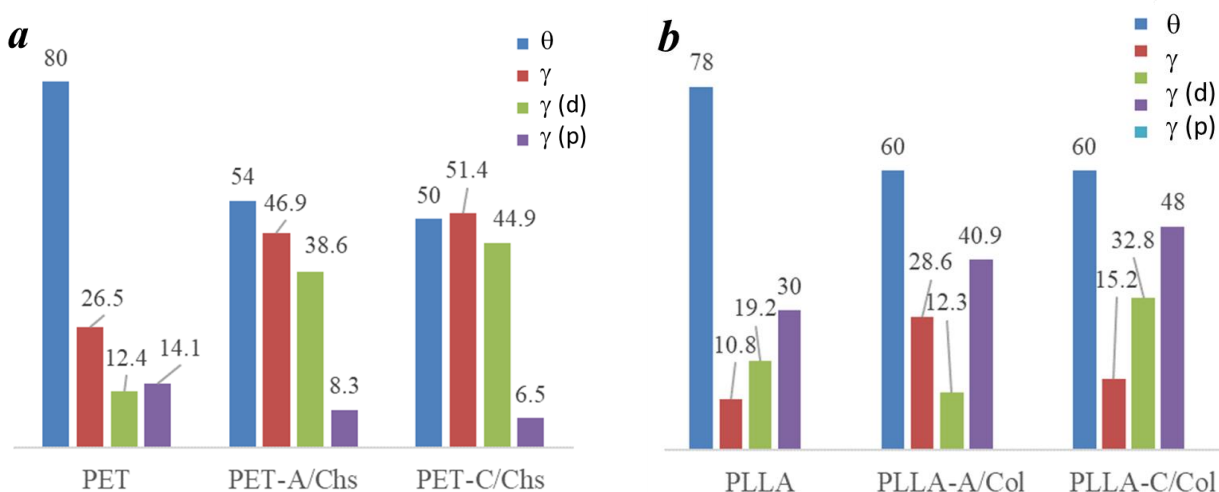 a
θ
γ
γ (d)
γ (p)
80
26.5
12.4
14.1
54
46.9
38.6
8.3
50
51.4
44.9
6.5
PET
PET-A/Chs
PET-C/Chs
b
θ
γ
γ (d)
γ (p)
78
10.8
19.2
30
60
28.6
12.3
40.9
60
15.2
32.8
48
PLLA
PLLA-A/Col
PLLA-C/Col